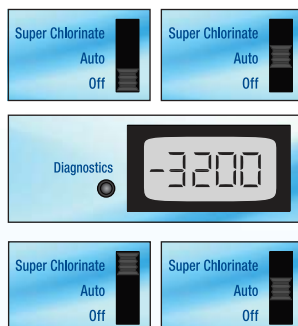 Super Chlorinate
Auto
Off
Super Chlorinate
Auto
Off
Diagnostics
-3200
Super Chlorinate
Auto
Off
Super Chlorinate
Auto
Off